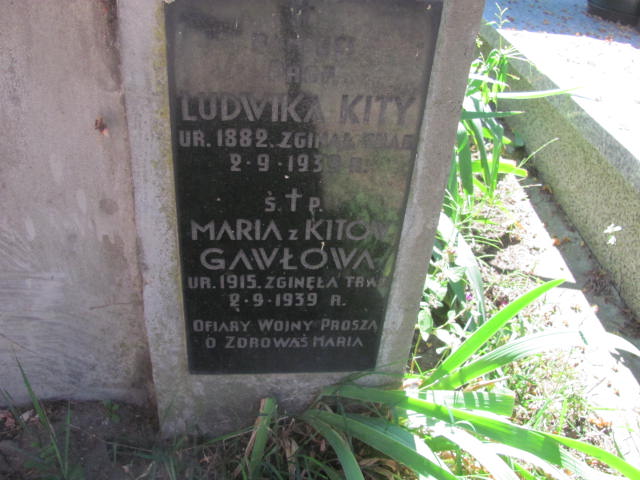 LUDWIKA KITY
UR. 1882. ZGINĄŁ
2-9-1939 R.
Ś. † P.
MARIA z KITÓW
GAWŁOWA
UR. 1915. ZGINĘŁA
2-9-1939 R.
OFIARY WOJNY PROSZĄ
O ZDROWAŚ MARIA